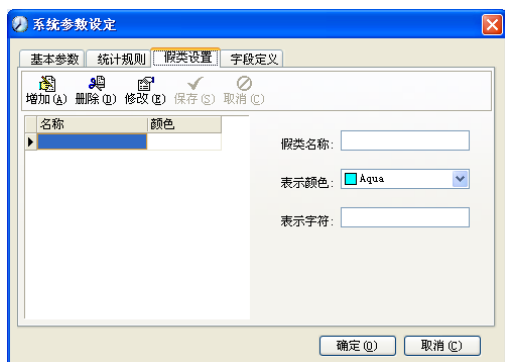 系统参数设定
基本参数 统计规则 假类设置 字段定义
增加(A) 删除(D) 修改(E) 保存(S) 取消(C)
名称 颜色
假类名称:
表示颜色: Aqua
表示字符:
确定(O) 取消(C)